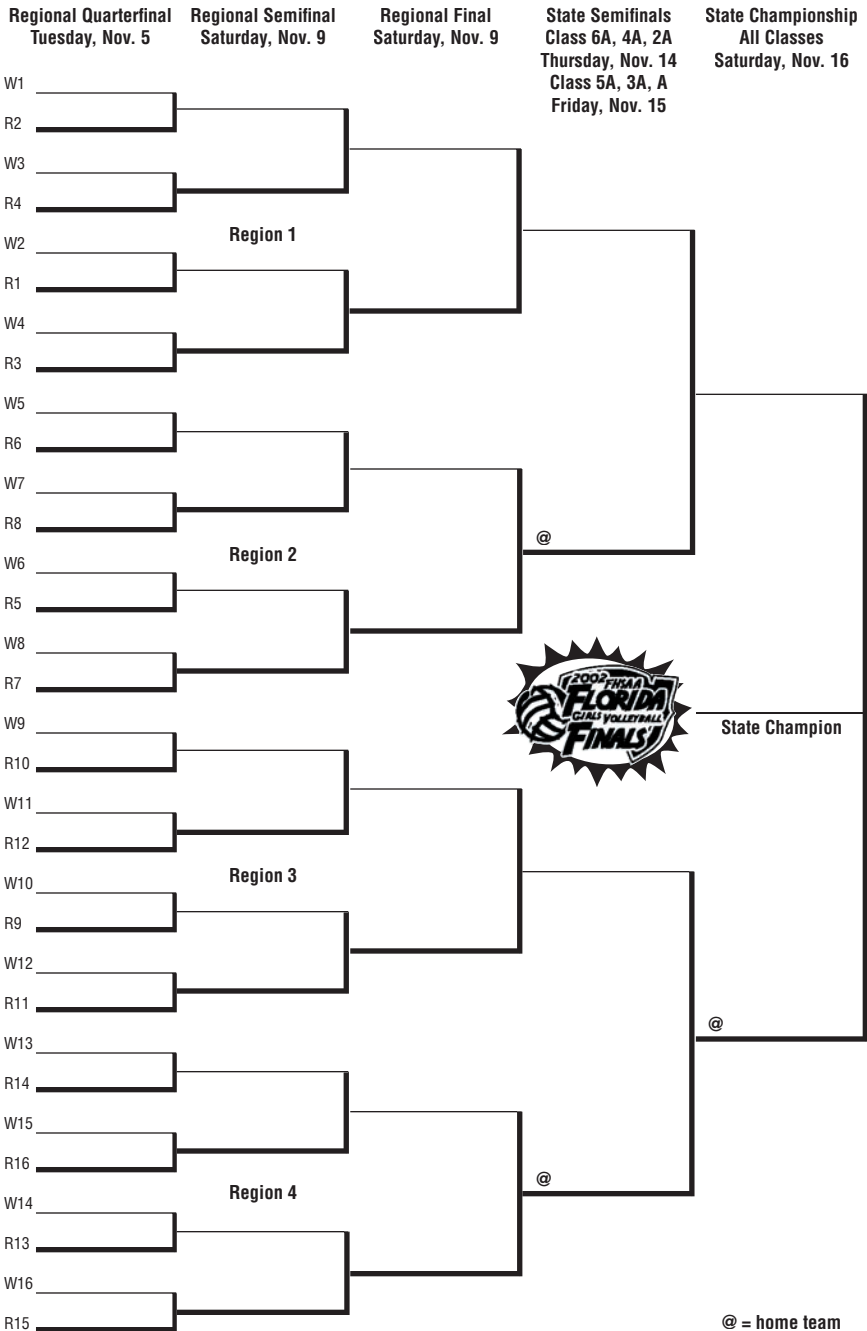 Regional Quarterfinal
Tuesday, Nov. 5
Regional Semifinal
Saturday, Nov. 9
Regional Final
Saturday, Nov. 9
State Semifinals
Class 6A, 4A, 2A
Thursday, Nov. 14
Class 5A, 3A, A
Friday, Nov. 15
State Championship
All Classes
Saturday, Nov. 16
W1
R2
W3
R4
Region 1
W2
R1
W4
R3
W5
R6
W7
R8
@
Region 2
W6
R5
W8
R7
2002 FHSAA
FLORIDA
GIRLS VOLLEYBALL
FINALS
State Champion
W9
R10
W11
R12
Region 3
W10
R9
W12
R11
@
W13
R14
W15
R16
@
Region 4
W14
R13
W16
R15
@ = home team